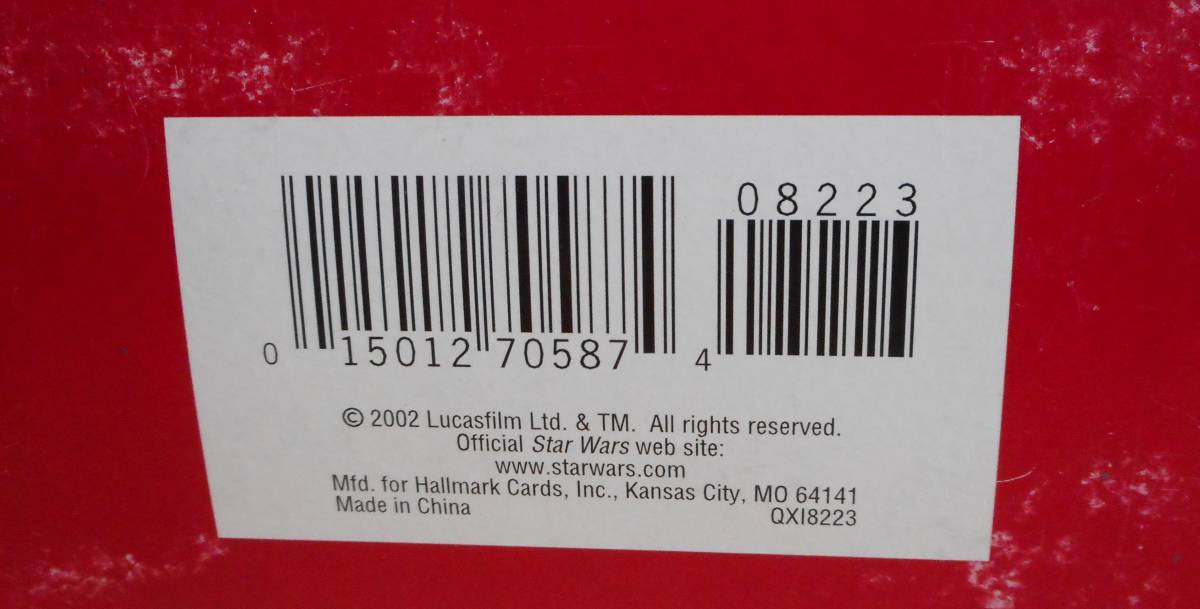 08223
0 15012 70587 4
© 2002 Lucasfilm Ltd. & TM. All rights reserved.
Official Star Wars web site:
www.starwars.com
Mfd. for Hallmark Cards, Inc., Kansas City, MO 64141
Made in China QXI8223